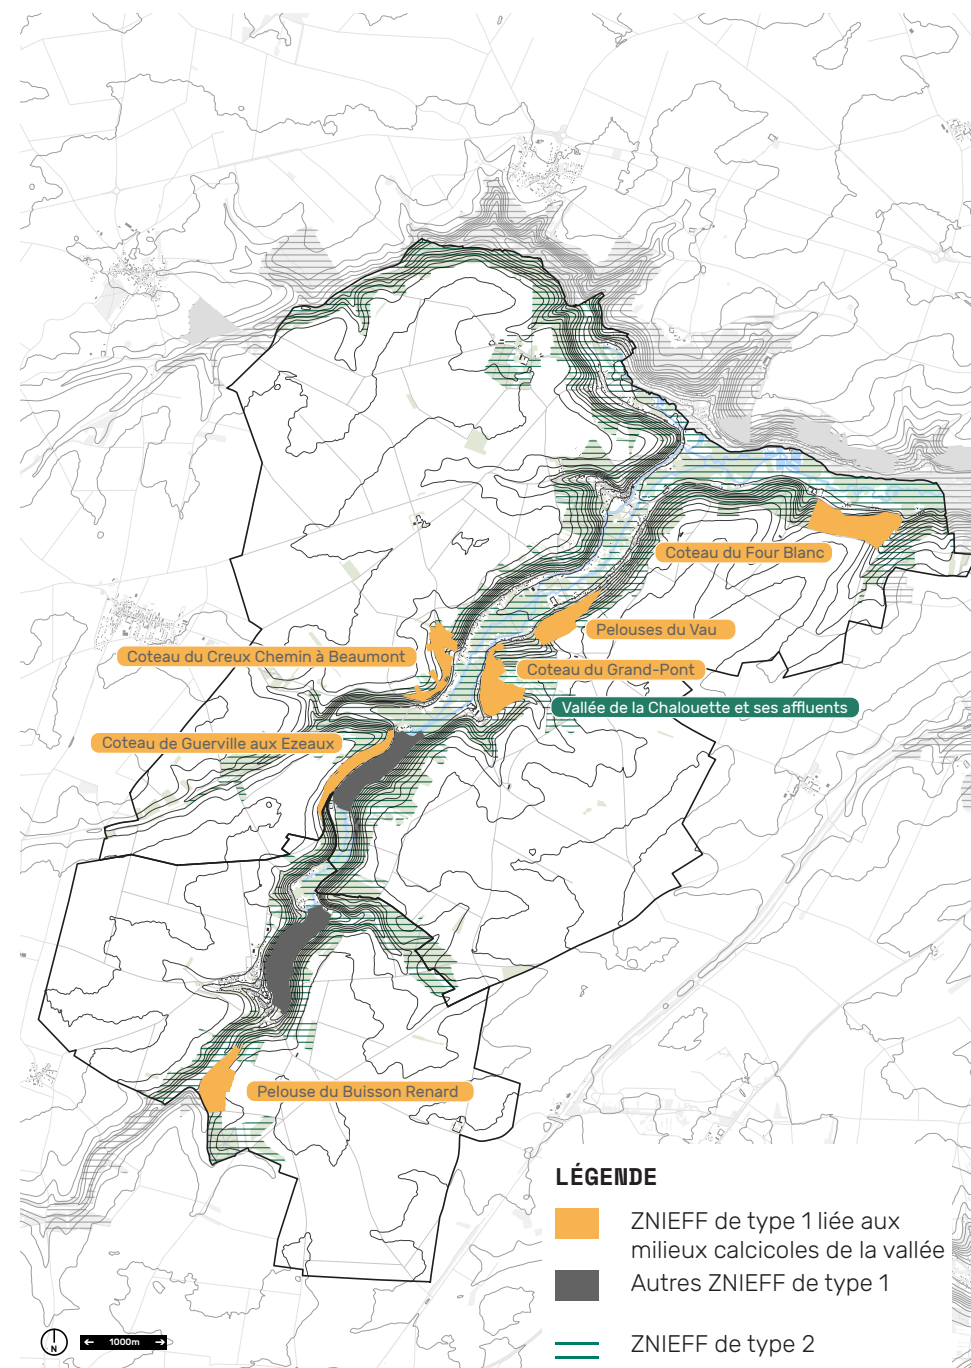 Coteau du Four Blanc
Pelouses du Vau
Coteau du Creux Chemin à Beaumont
Coteau du Grand-Pont
Vallée de la Chalouette et ses affluents
Coteau de Guerville aux Ezeaux
Pelouse du Buisson Renard
LÉGENDE
ZNIEFF de type 1 liée aux
milieux calcicoles de la vallée
Autres ZNIEFF de type 1
ZNIEFF de type 2
N
1000m